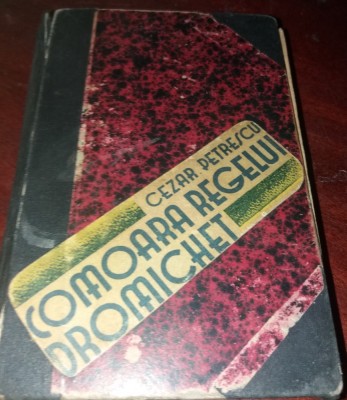 CEZAR PETRESCU
COMOARA REGELUI
DROMICHET